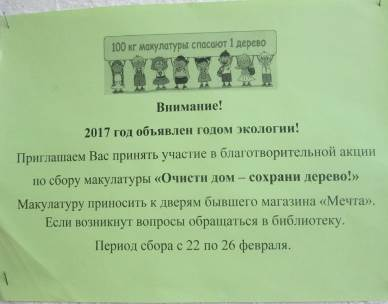 100 кг макулатуры спасают 1 дерево
Внимание!
2017 год объявлен годом экологии!
Приглашаем Вас принять участие в благотворительной акции
по сбору макулатуры «Очисти дом – сохрани дерево!»
Макулатуру приносить к дверям бывшего магазина «Мечта».
Если возникнут вопросы обращаться в библиотеку.
Период сбора с 22 по 26 февраля.